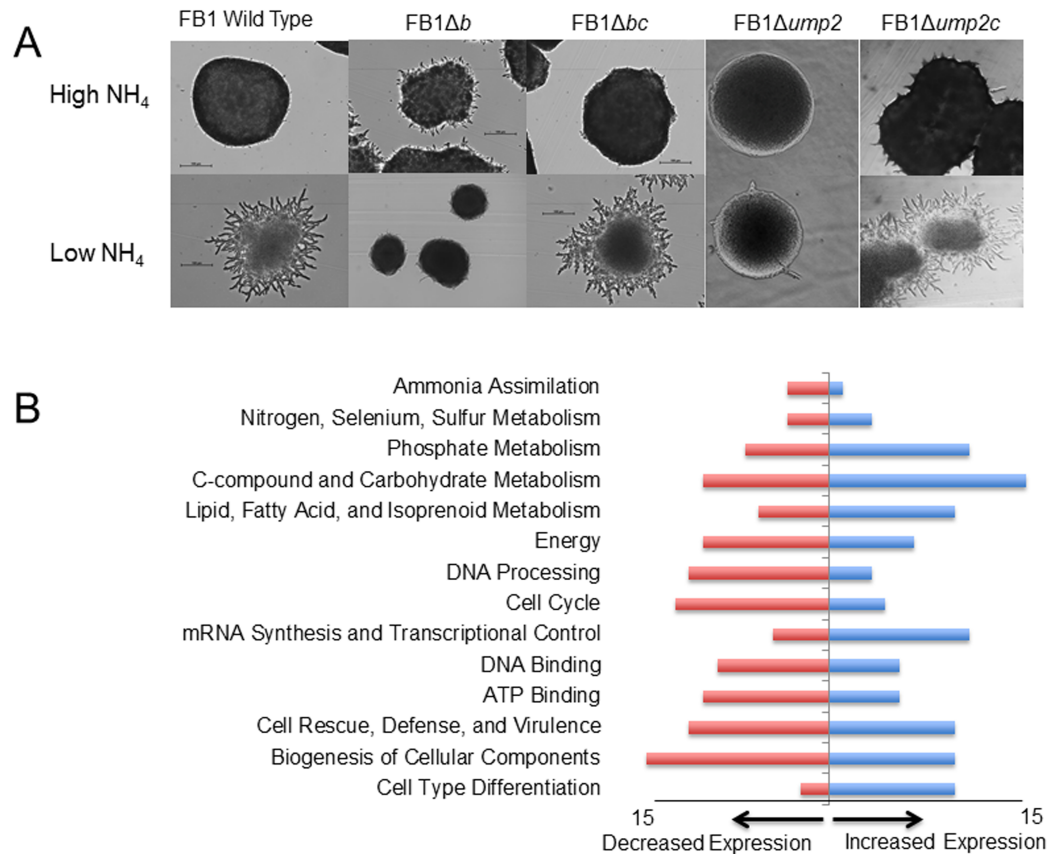 A
FB1 Wild Type
FB1Δb
FB1Δbc
FB1Δump2
FB1Δump2c
High NH4
Low NH4
B
Ammonia Assimilation
Nitrogen, Selenium, Sulfur Metabolism
Phosphate Metabolism
C-compound and Carbohydrate Metabolism
Lipid, Fatty Acid, and Isoprenoid Metabolism
Energy
DNA Processing
Cell Cycle
mRNA Synthesis and Transcriptional Control
DNA Binding
ATP Binding
Cell Rescue, Defense, and Virulence
Biogenesis of Cellular Components
Cell Type Differentiation
15
15
Decreased Expression
Increased Expression